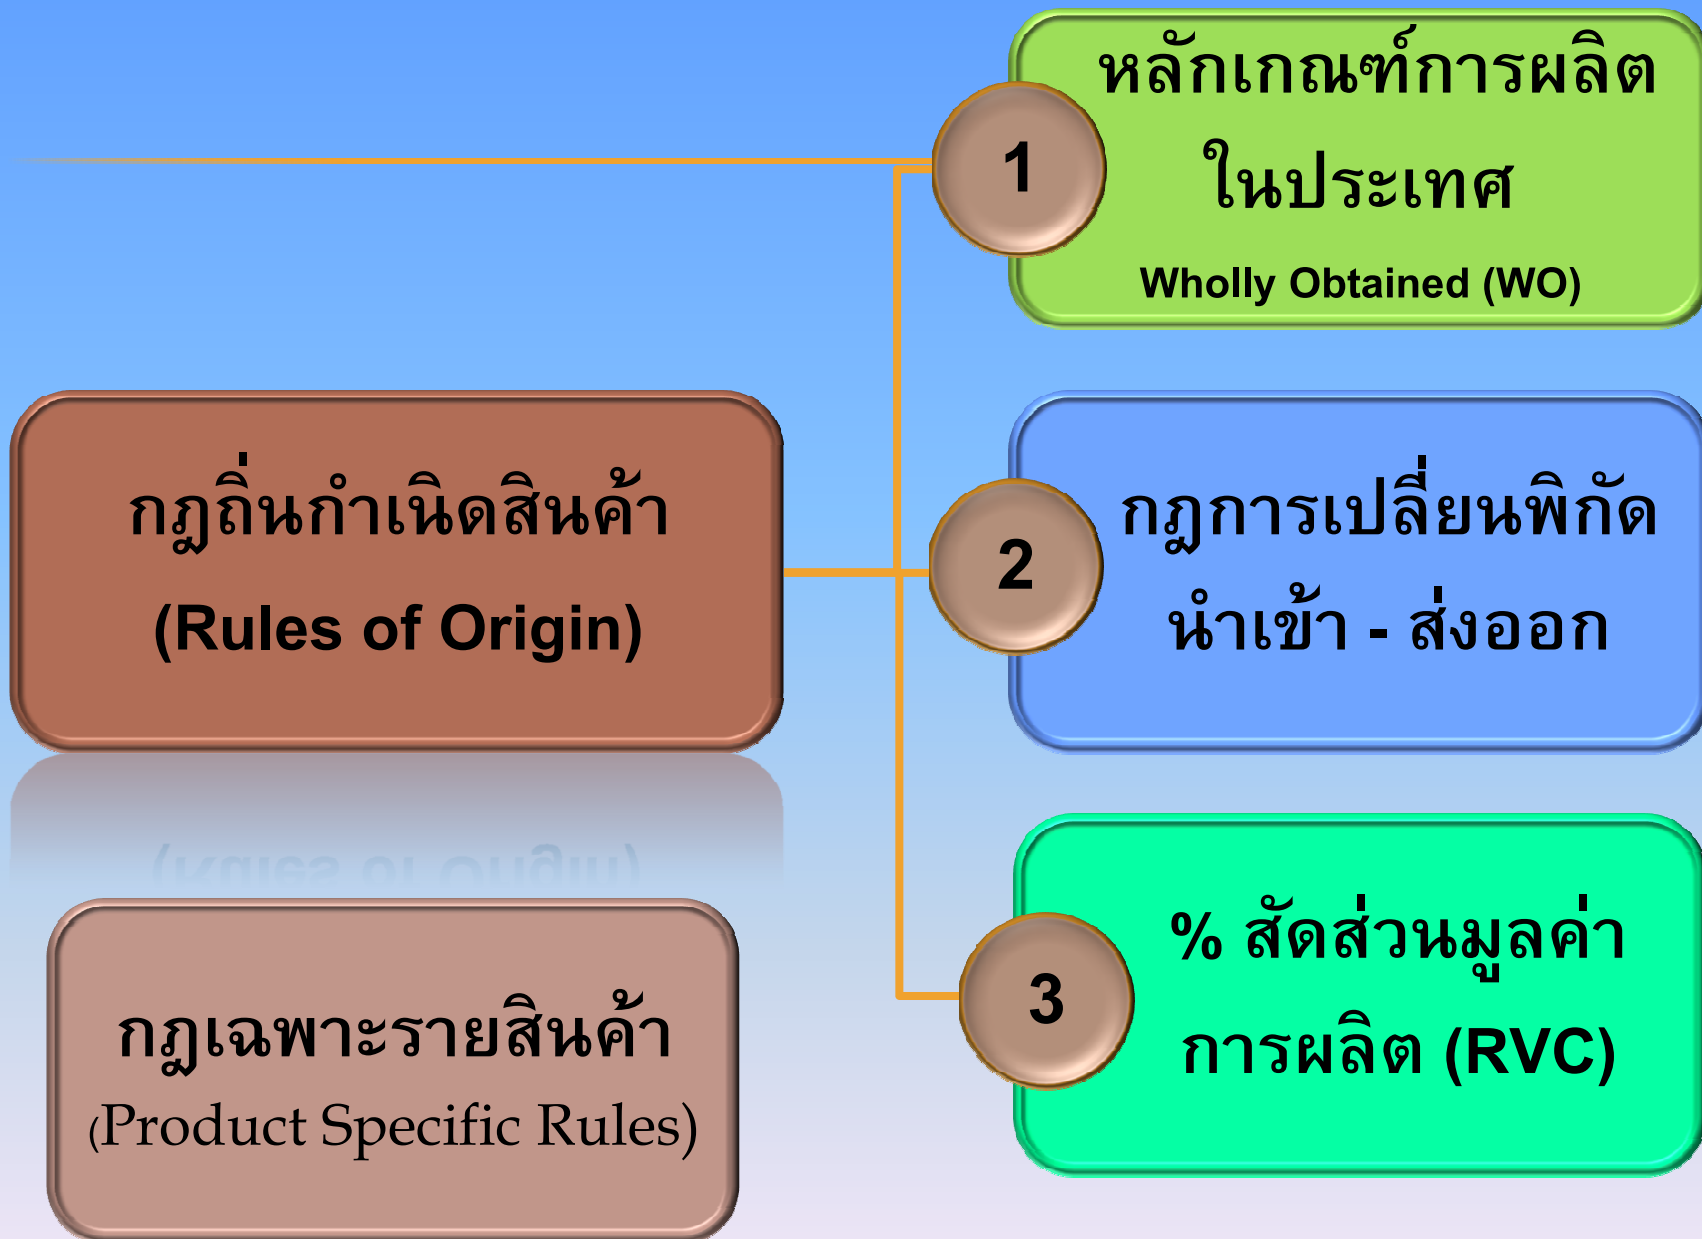 กฎถิ่นกำเนิดสินค้า
(Rules of Origin)
กฎเฉพาะรายสินค้า
(Product Specific Rules)
1
หลักเกณฑ์การผลิต
ในประเทศ
Wholly Obtained (WO)
2
กฎการเปลี่ยนพิกัด
นำเข้า - ส่งออก
3
% สัดส่วนมูลค่า
การผลิต (RVC)